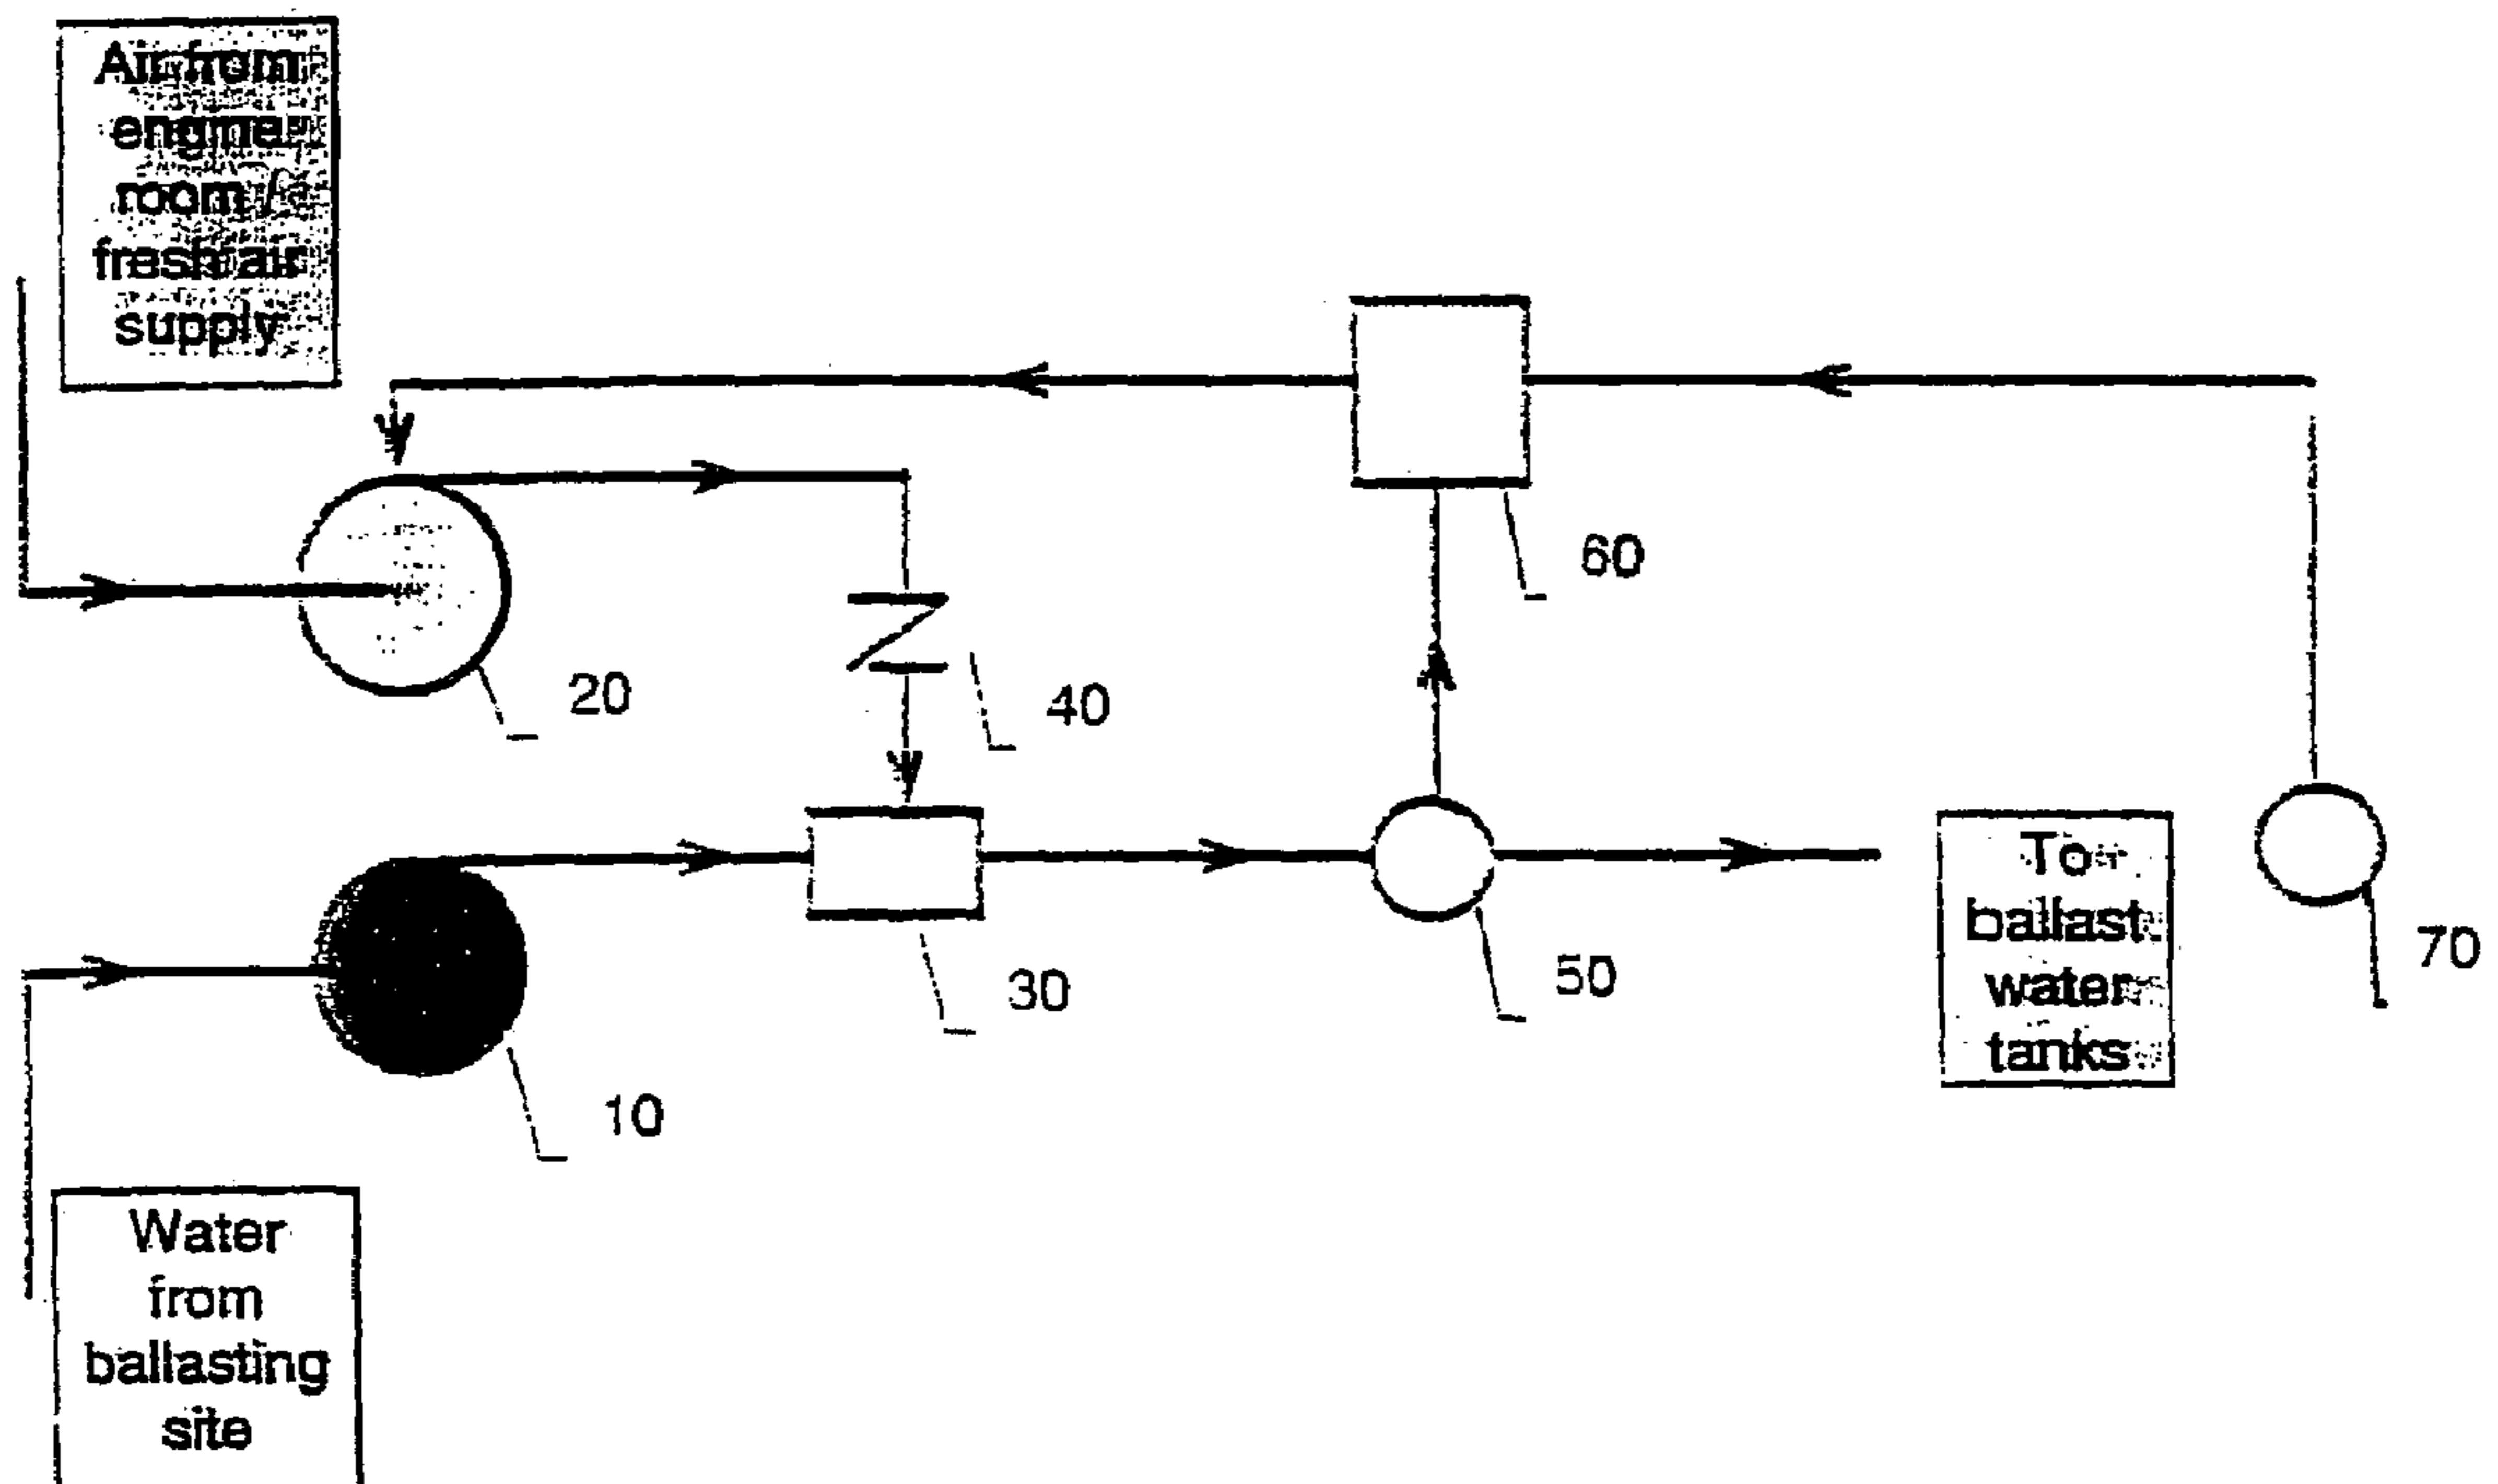 Air from
engine
room /
fresh air
supply
60
20
40
To
ballast
water
tanks
70
30
50
10
Water
from
ballasting
site